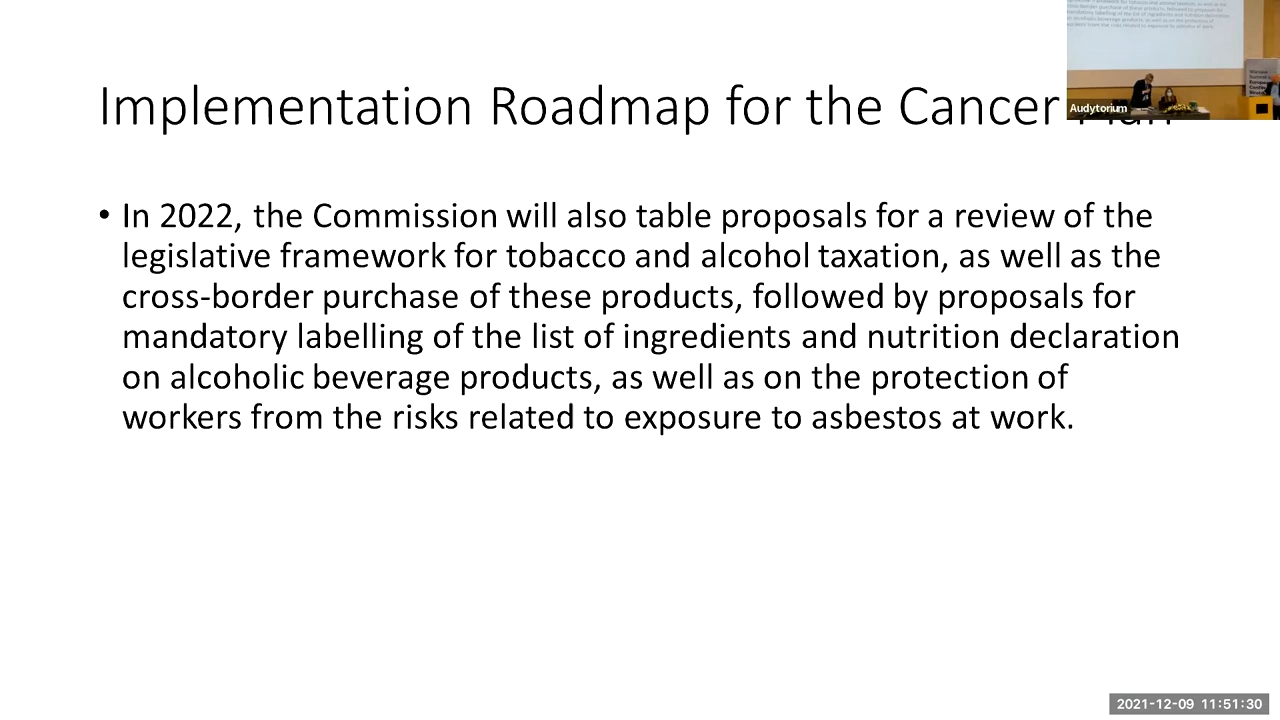 Implementation Roadmap for the Cancer
Audytorium
• In 2022, the Commission will also table proposals for a review of the
legislative framework for tobacco and alcohol taxation, as well as the
cross-border purchase of these products, followed by proposals for
mandatory labelling of the list of ingredients and nutrition declaration
on alcoholic beverage products, as well as on the protection of
workers from the risks related to exposure to asbestos at work.
2021-12-09 11:51:30